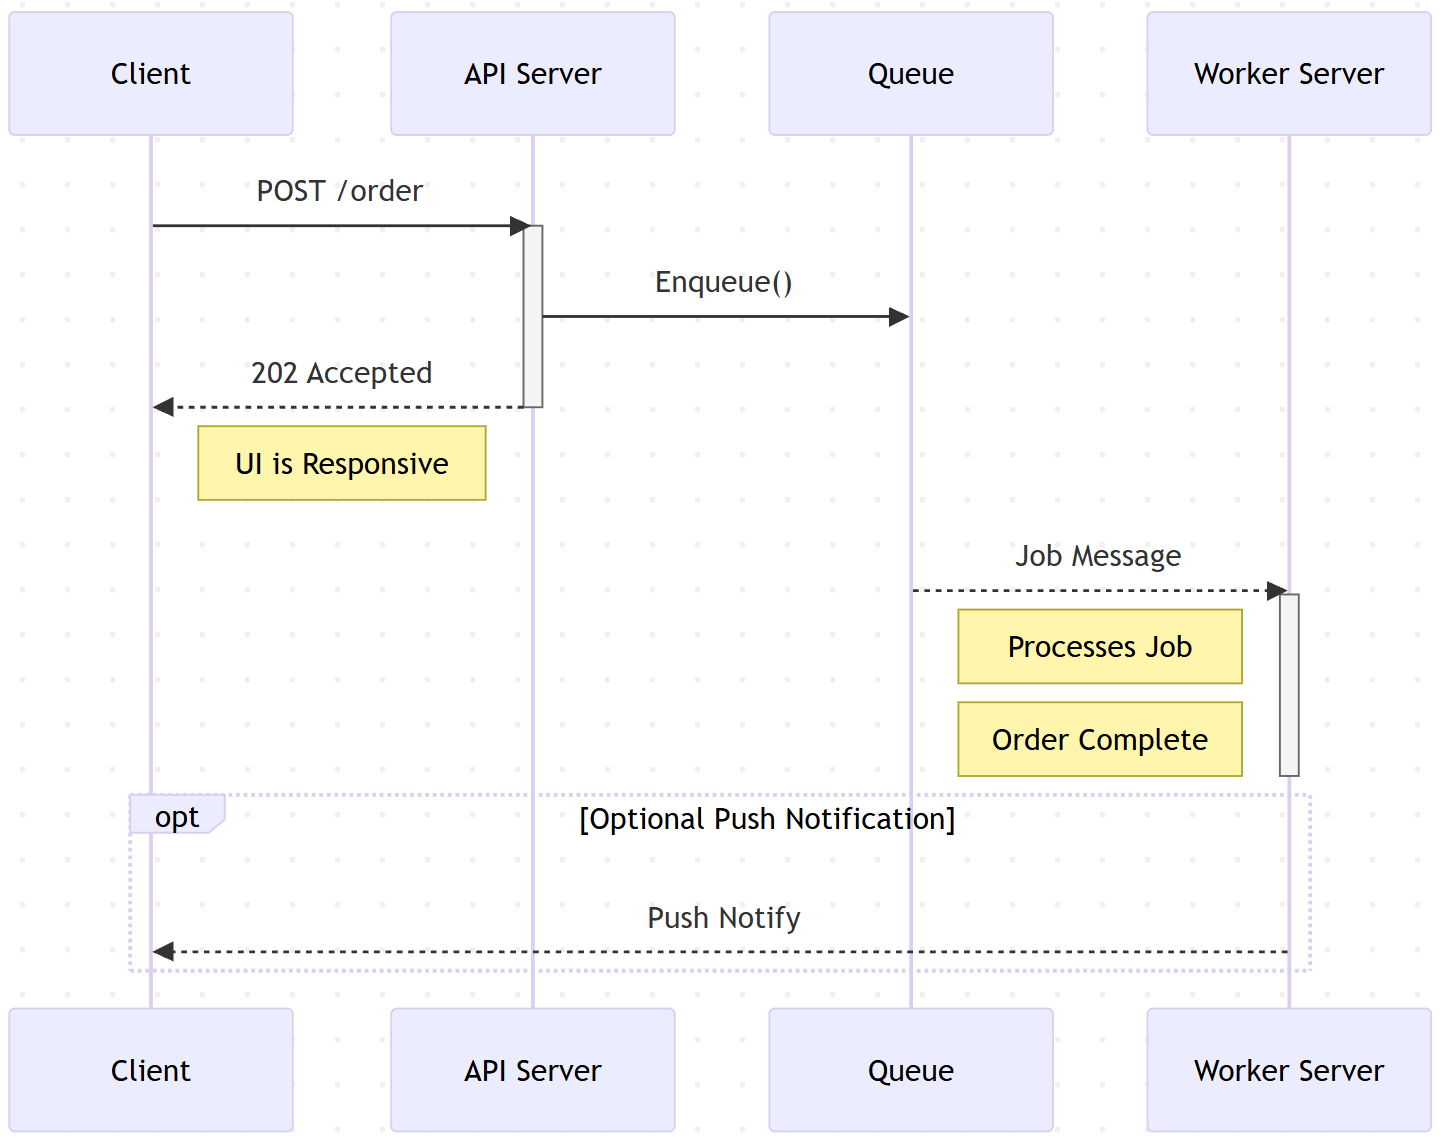 Client
API Server
Queue
Worker Server
POST /order
Enqueue()
202 Accepted
UI is Responsive
Job Message
Processes Job
Order Complete
opt
[Optional Push Notification]
Push Notify
Client
API Server
Queue
Worker Server